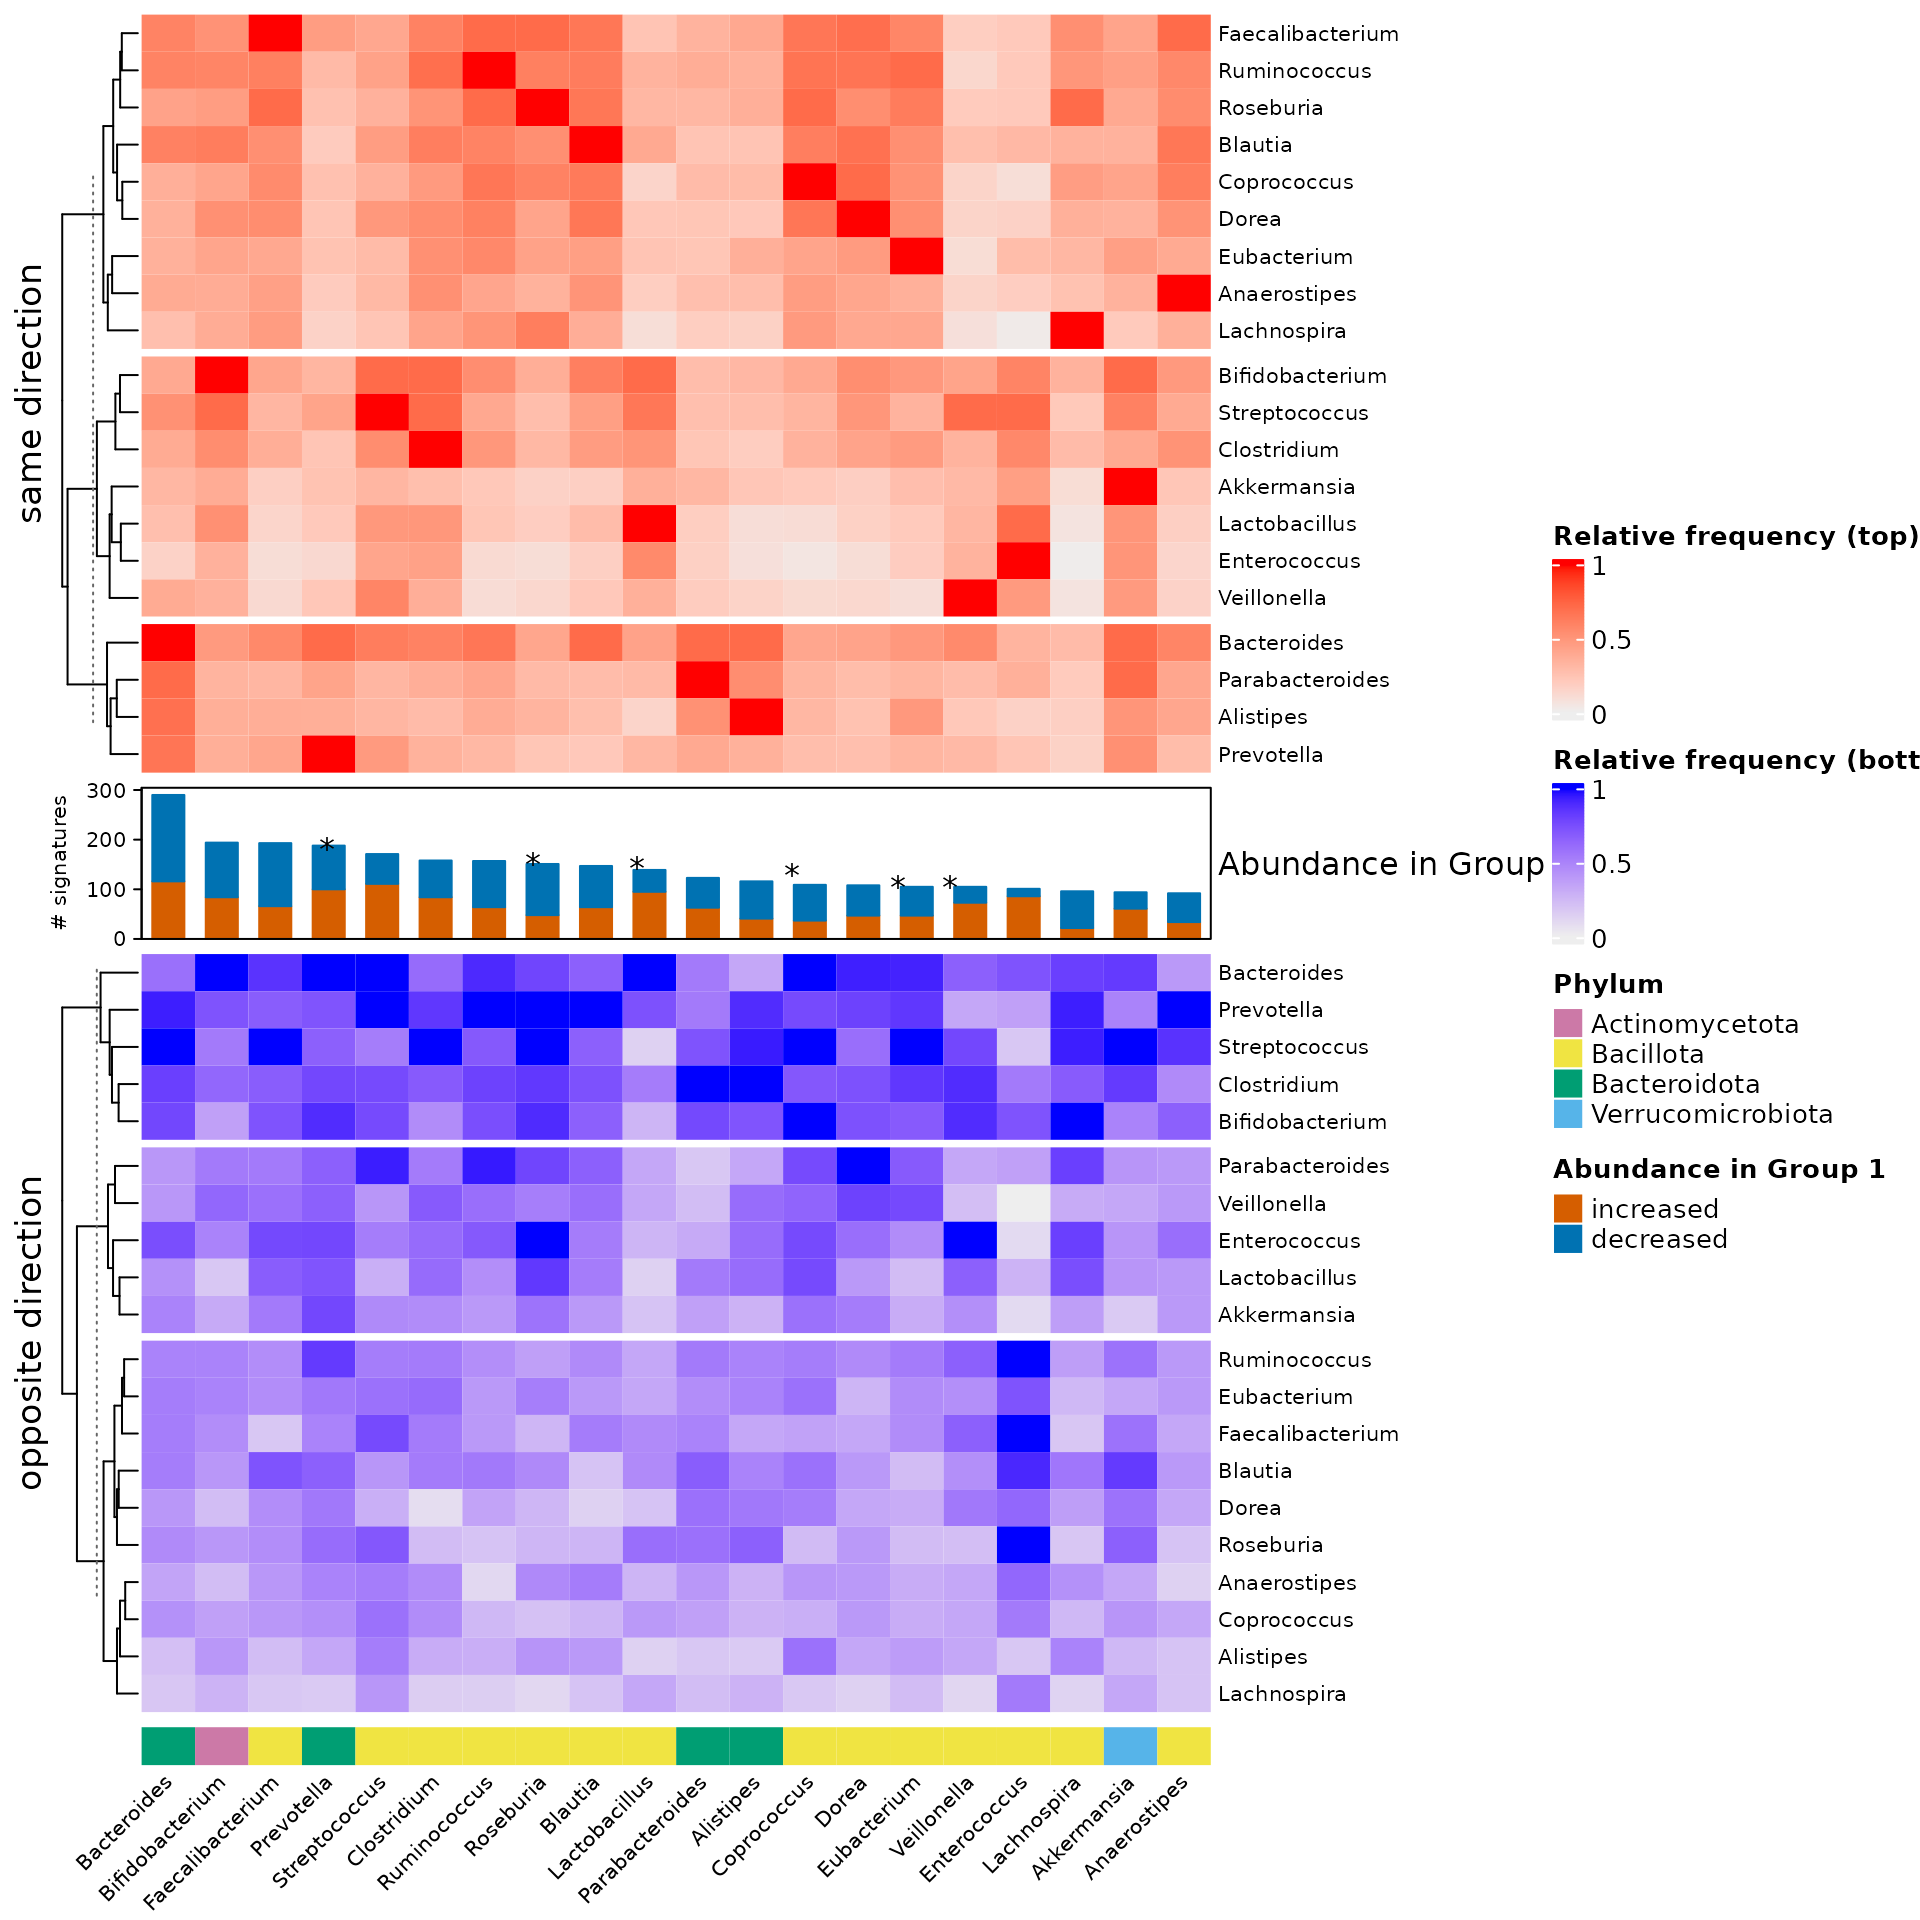 same direction
Faecalibacterium
Ruminococcus
Roseburia
Blautia
Coprococcus
Dorea
Eubacterium
Anaerostipes
Lachnospira
Bifidobacterium
Streptococcus
Clostridium
Akkermansia
Lactobacillus
Enterococcus
Veillonella
Bacteroides
Parabacteroides
Alistipes
Prevotella
# signatures
300
200
100
0
* * * * * *
Abundance in Group
opposite direction
Bacteroides
Prevotella
Streptococcus
Clostridium
Bifidobacterium
Parabacteroides
Veillonella
Enterococcus
Lactobacillus
Akkermansia
Ruminococcus
Eubacterium
Faecalibacterium
Blautia
Dorea
Roseburia
Anaerostipes
Coprococcus
Alistipes
Lachnospira
Bacteroides
Bifidobacterium
Faecalibacterium
Prevotella
Streptococcus
Clostridium
Ruminococcus
Roseburia
Blautia
Lactobacillus
Parabacteroides
Alistipes
Coprococcus
Dorea
Eubacterium
Veillonella
Enterococcus
Lachnospira
Akkermansia
Anaerostipes
Relative frequency (top)
1
0.5
0
Relative frequency (bott
1
0.5
0
Phylum
Actinomycetota
Bacillota
Bacteroidota
Verrucomicrobiota
Abundance in Group 1
increased
decreased